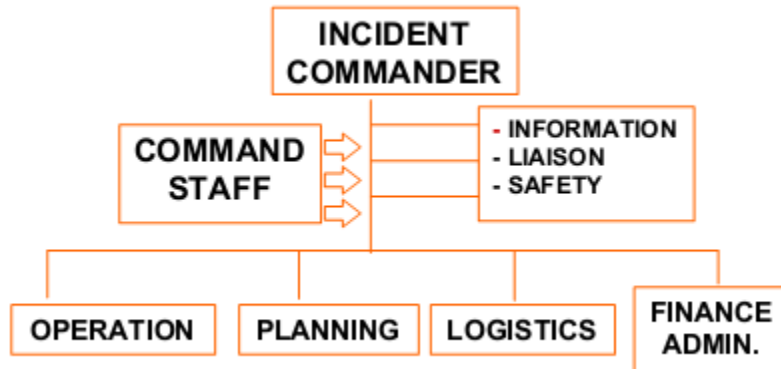 INCIDENT
COMMANDER
COMMAND
STAFF
- INFORMATION
- LIAISON
- SAFETY
OPERATION
PLANNING
LOGISTICS
FINANCE
ADMIN.